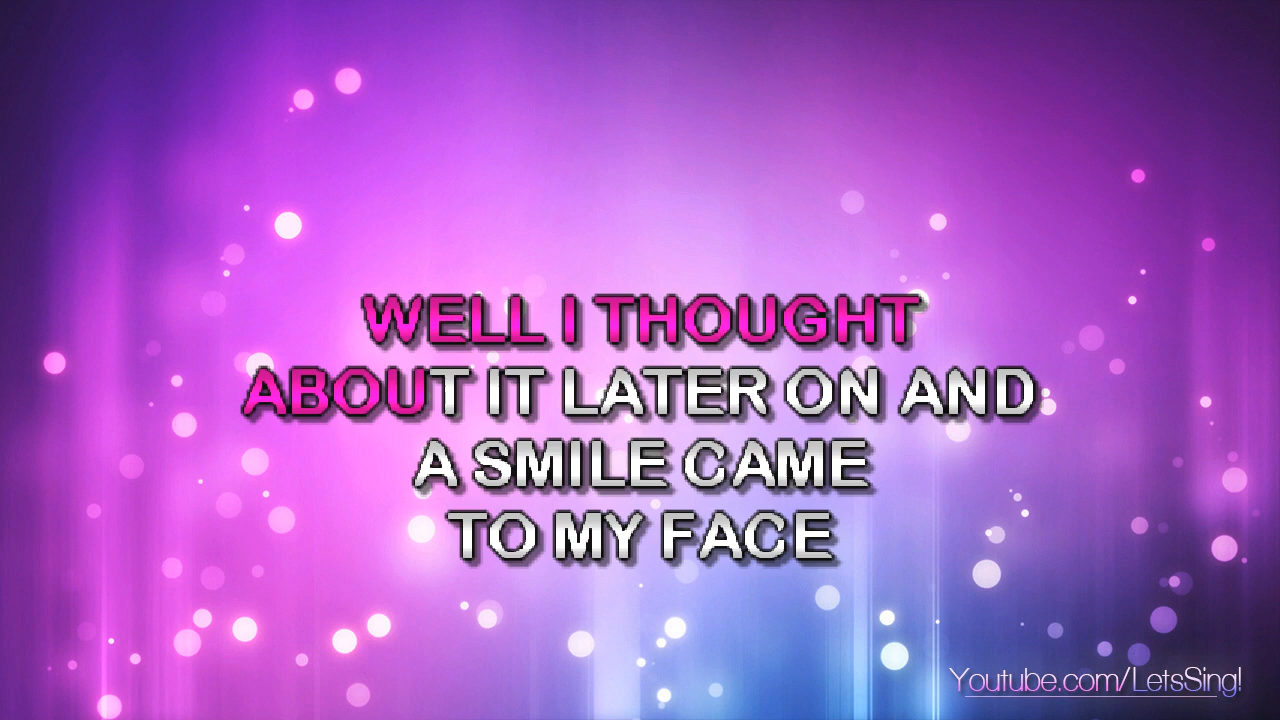 WELL I THOUGHT
ABOUT IT LATER ON AND
A SMILE CAME
TO MY FACE
Youtube.com/LetsSing!